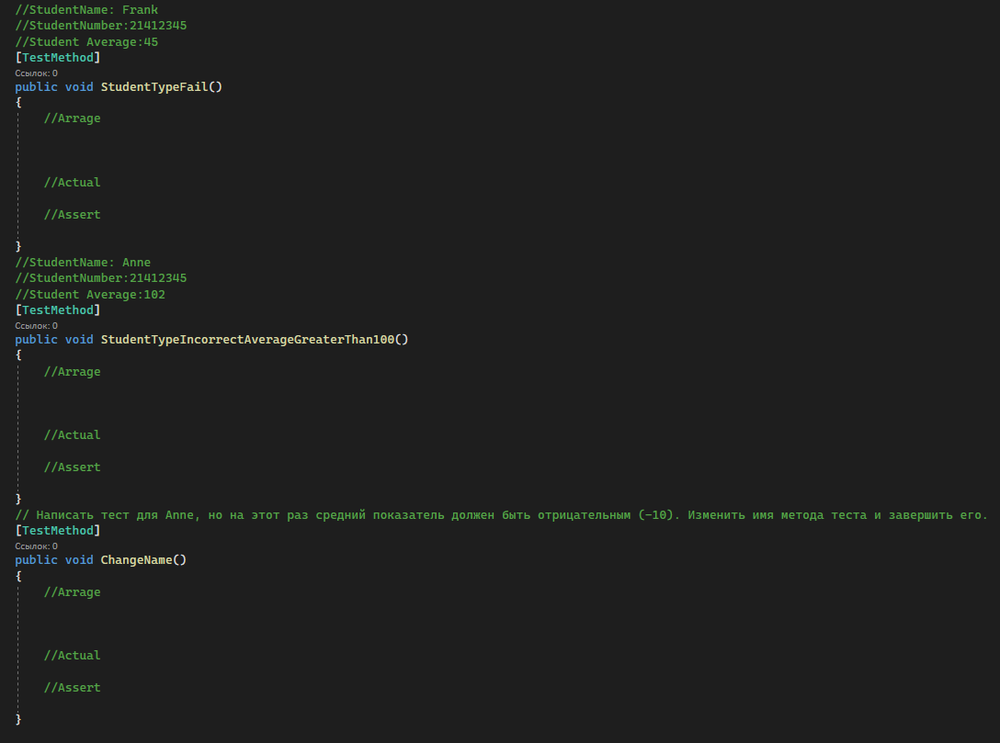 //StudentName: Frank
//StudentNumber:21412345
//Student Average:45
[TestMethod]
Ссылок: 0
public void StudentTypeFail()
{
//Arrage
//Actual
//Assert
}
//StudentName: Anne
//StudentNumber:21412345
//Student Average:102
[TestMethod]
Ссылок: 0
public void StudentTypeIncorrectAverageGreaterThan100()
{
//Arrage
//Actual
//Assert
}
// Написать тест для Anne, но на этот раз средний показатель должен быть отрицательным (-10). Изменить имя метода теста и завершить его.
[TestMethod]
Ссылок: 0
public void ChangeName()
{
//Arrage
//Actual
//Assert
}